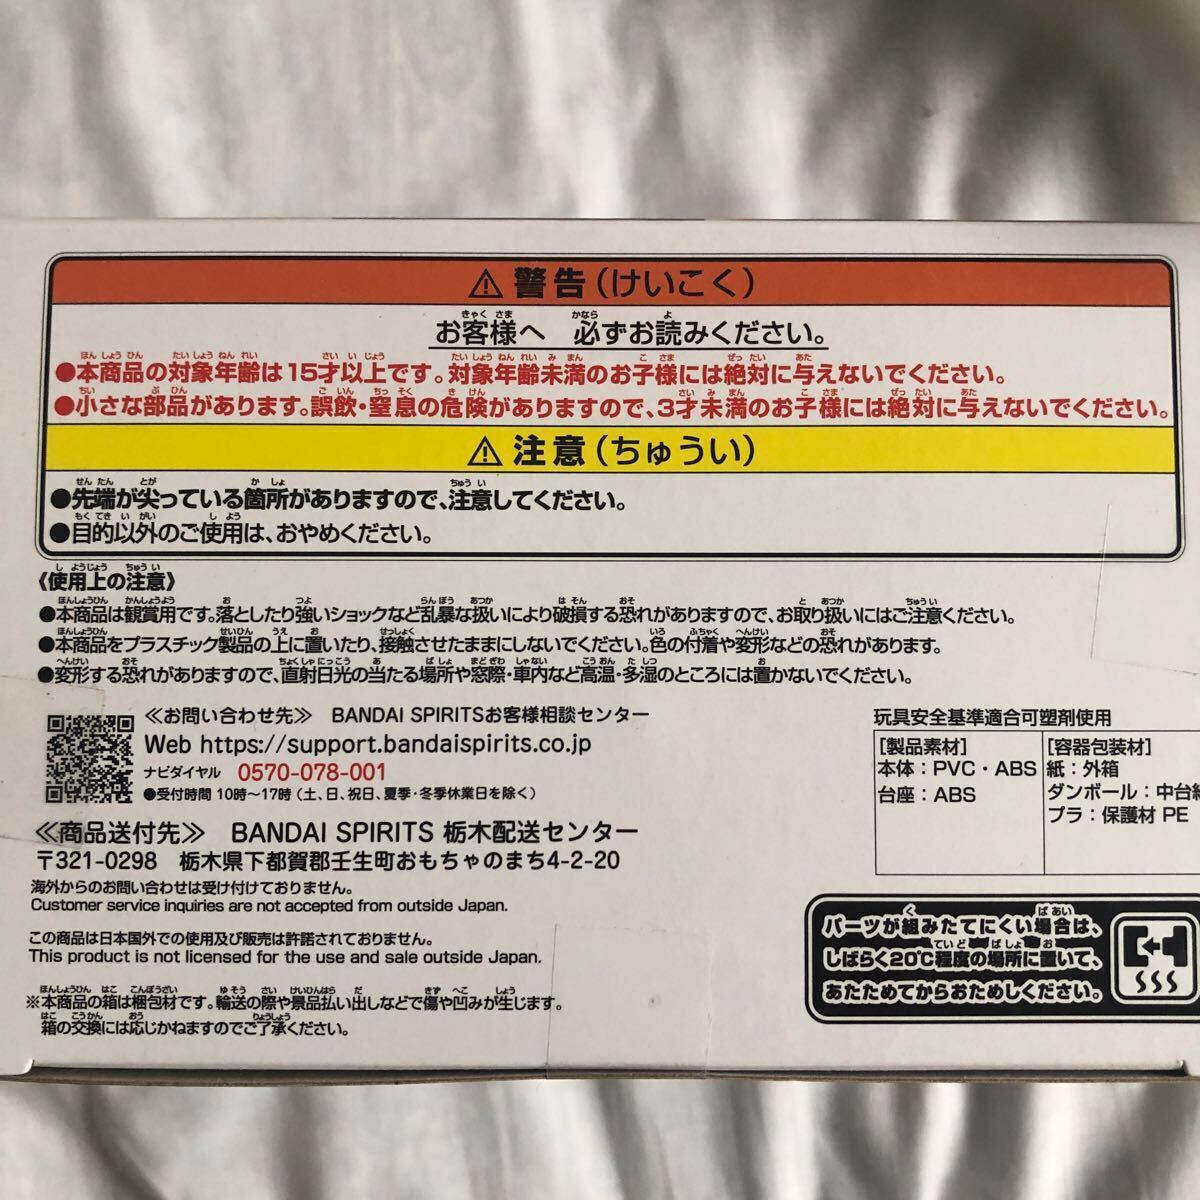 ⚠ 警告(けいこく)
お客様へ 必ずお読みください。
●本商品の対象年齢は15才以上です。対象年齢未満のお子様には絶対に与えないでください。
●小さな部品があります。誤飲・窒息の危険がありますので、3才未満のお子様には絶対に与えないでください。
⚠ 注意(ちゅうい)
●先端が尖っている箇所がありますので、注意してください。
●目的以外のご使用は、おやめください。
《使用上の注意》
●本商品は観賞用です。落としたり強いショックなど乱暴な扱いにより破損する恐れがありますので、お取り扱いにはご注意ください。
●本商品をプラスチック製品の上に置いたり、接触させたままにしないでください。色の付着や変形などの恐れがあります。
●変形する恐れがありますので、直射日光の当たる場所や窓際・車内など高温・多湿のところには置かないでください。
≪お問い合わせ先≫ BANDAI SPIRITSお客様相談センター
Web https://support.bandaispirits.co.jp
ナビダイヤル 0570-078-001
●受付時間 10時〜17時(土、日、祝日、夏季・冬季休業日を除く)
≪商品送付先≫ BANDAI SPIRITS 栃木配送センター
〒321-0298 栃木県下都賀郡壬生町おもちゃのまち4-2-20
海外からのお問い合わせは受け付けておりません。
Customer service inquiries are not accepted from outside Japan.
この商品は日本国外での使用及び販売は許諾されておりません。
This product is not licensed for the use and sale outside Japan.
※本商品の箱は梱包材です。輸送の際や景品払い出しなどで傷や凹みが生じます。
箱の交換には応じかねますのでご了承ください。
玩具安全基準適合可塑剤使用
[製品素材]
本体：PVC・ABS
台座：ABS
[容器包装材]
紙：外箱
ダンボール：中台紙
プラ：保護材 PE
パーツが組みたてにくい場合は、
しばらく20℃程度の場所に置いて、
あたためてからおためしください。